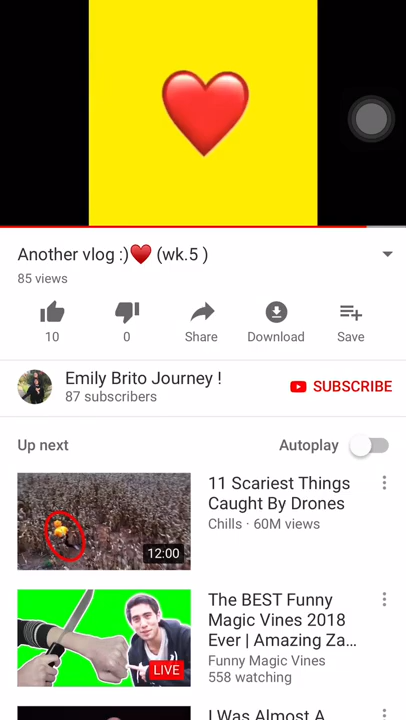 Another vlog :)❤️ (wk.5 )
85 views
10
0
Share
Download
Save
Emily Brito Journey !
87 subscribers
SUBSCRIBE
Up next
Autoplay
11 Scariest Things
Caught By Drones
Chills · 60M views
12:00
The BEST Funny
Magic Vines 2018
Ever | Amazing Za...
Funny Magic Vines
558 watching
LIVE
I Was Almost A